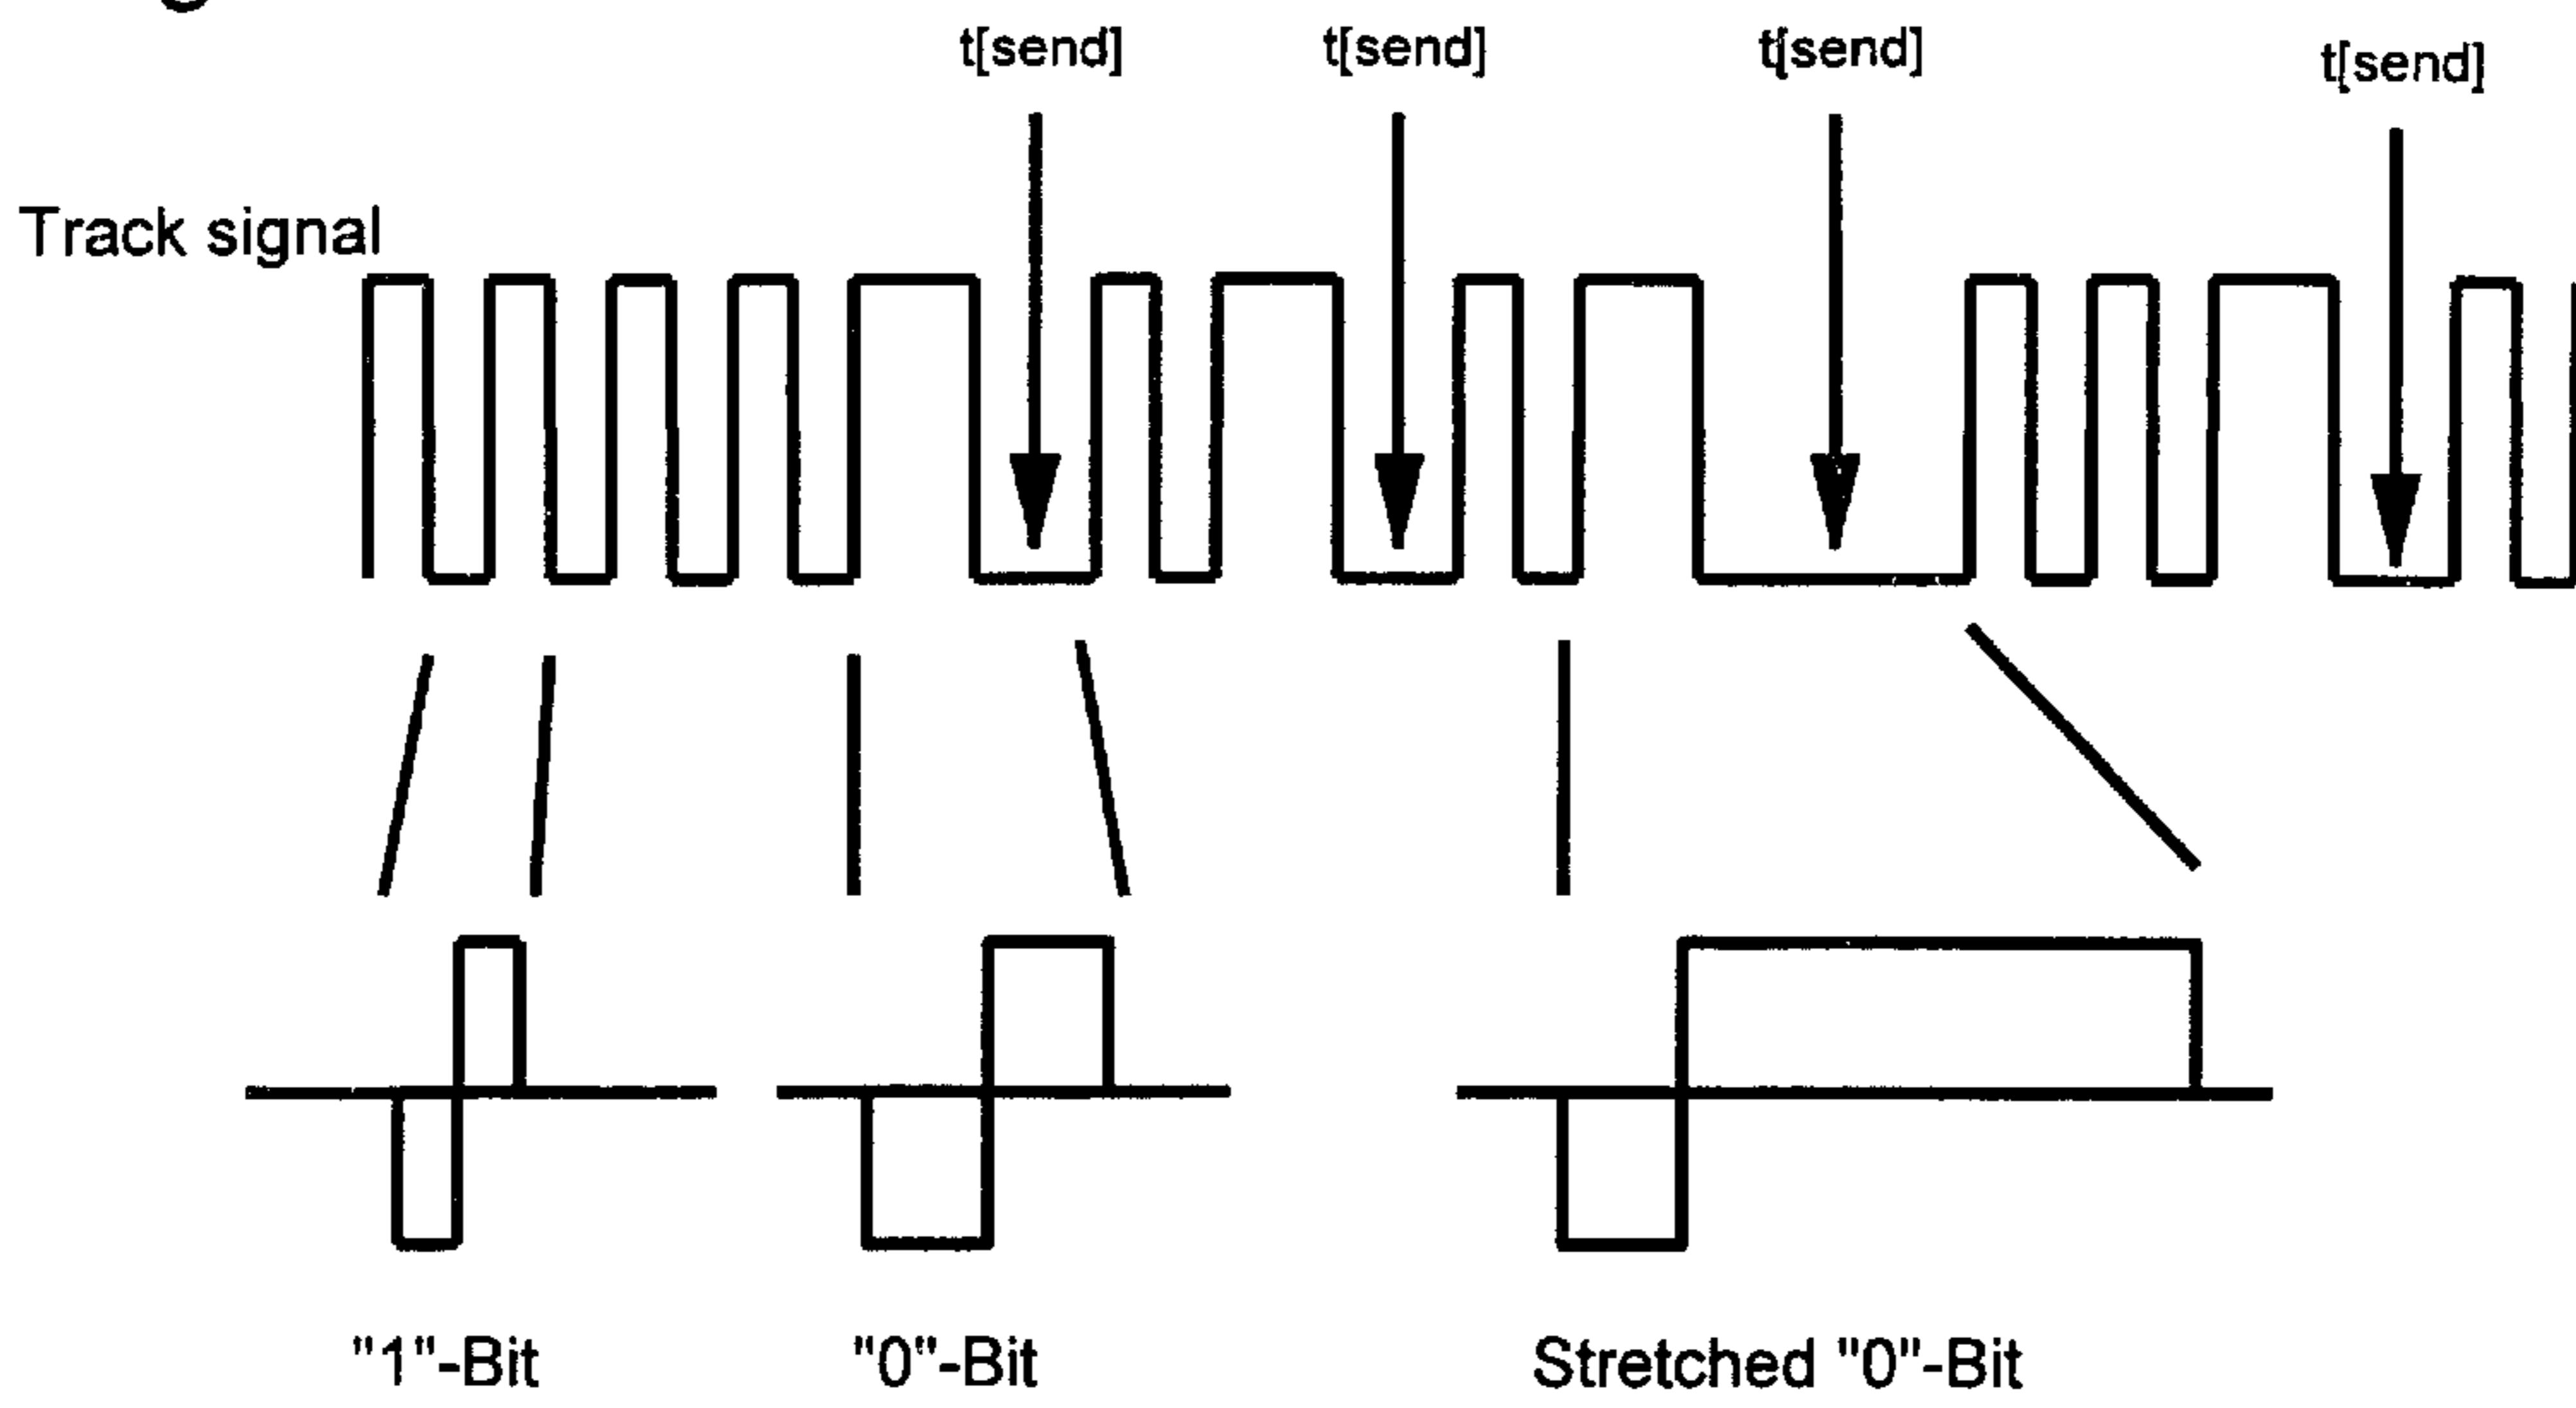 t[send] t[send] t[send] t[send]
Track signal
"1"-Bit "0"-Bit Stretched "0"-Bit